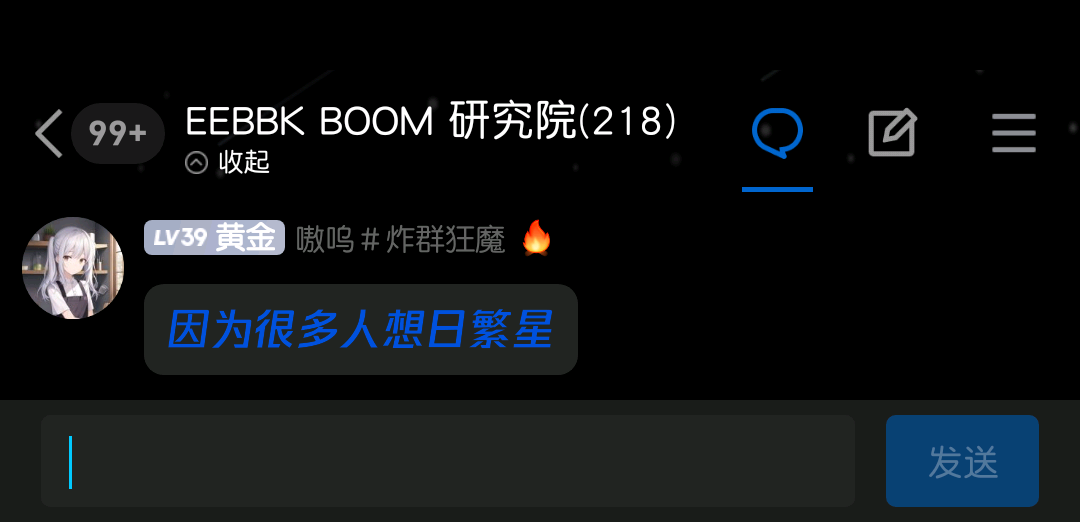 99+
EEBBK BOOM 研究院(218)
收起
LV39 黄金 嗷呜#炸群狂魔 🔥
因为很多人想日繁星
发送